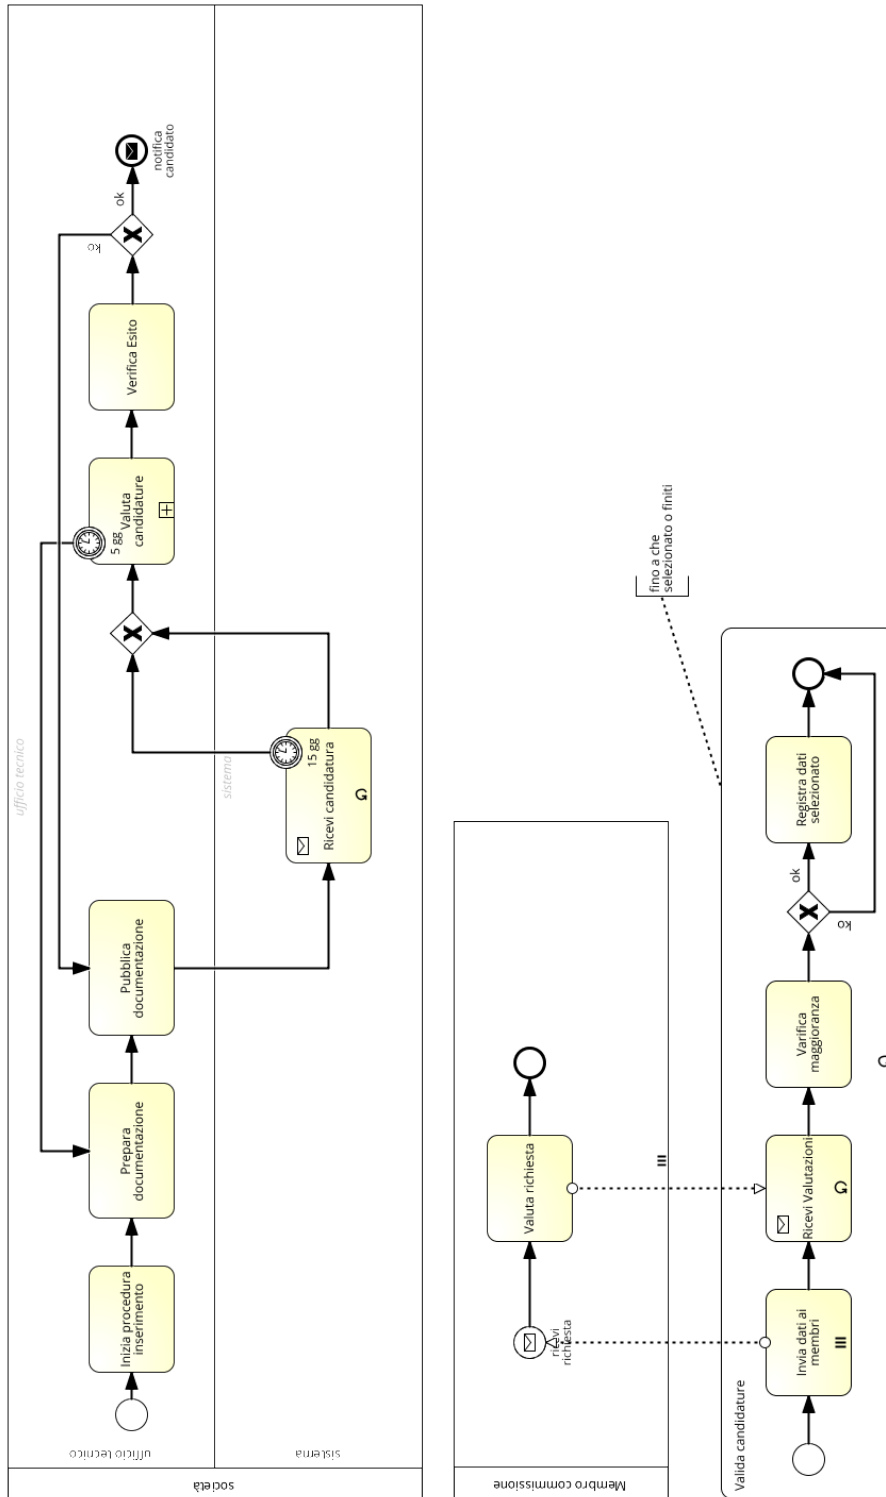 società
ufficio tecnico
sistema
ufficio tecnico
sistema
Inizia procedura
inserimento
Prepara
documentazione
Pubblica
documentazione
Ricevi candidatura
15 gg
Valuta
candidature
5 gg
Verifica Esito
ok
ko
notifica
candidato
Membro commissione
ricevi
richiesta
Valuta richiesta
Valida candidature
Invia dati ai
membri
Ricevi Valutazioni
Varifica
maggioranza
ok
ko
Registra dati
selezionato
fino a che
selezionato o finiti